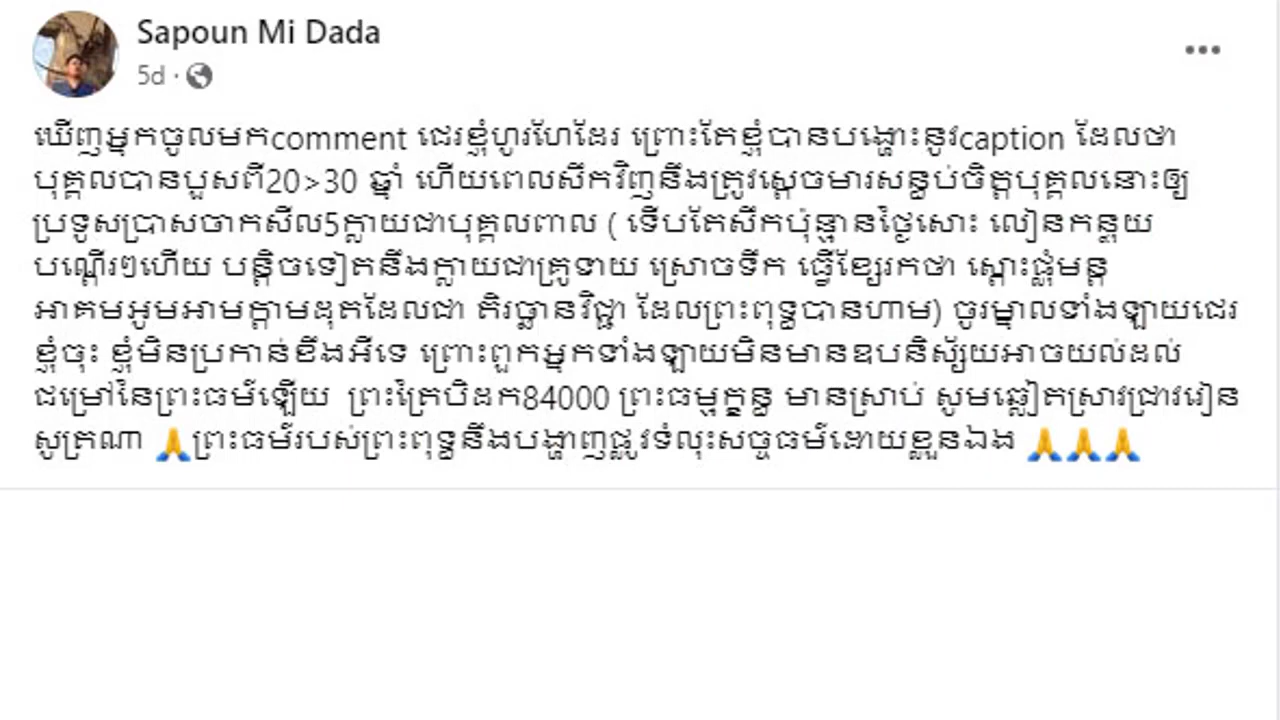 Sapoun Mi Dada
5d ·
ឃើញអ្នកចូលមកcomment ជេរខ្ញុំហូរហែដែរ ព្រោះតែខ្ញុំបានបង្ហោះនូវcaption ដែលថា
បុគ្គលបានបួសពី20>30 ឆ្នាំ ហើយពេលសឹកវិញនឹងត្រូវស្ដេចមារសន្ធប់ចិត្តបុគ្គលនោះឲ្យ
ប្រទូសប្រាសចាកសីល5ក្លាយជាបុគ្គលពាល ( ទើបតែសឹកប៉ុន្មានថ្ងៃសោះ លៀនកន្ទុយ
បណ្ដើរៗហើយ បន្តិចទៀតនឹងក្លាយជាគ្រូទាយ ស្រោចទឹក ធ្វើខ្សែរកថា ស្ដោះផ្លុំមន្ត
អាគមអូមអាមក្ដាមដុតដែលជា តិរច្ឆានវិជ្ជា ដែលព្រះពុទ្ធបានហាម) ចូរម្នាលទាំងឡាយជេរ
ខ្ញុំចុះ ខ្ញុំមិនប្រកាន់ខឹងអីទេ ព្រោះពួកអ្នកទាំងឡាយមិនមានឧបនិស្ស័យអាចយល់ដល់
ជម្រៅនៃព្រះធម៌ឡើយ ព្រះត្រៃបិដក84000 ព្រះធម្មក្ខន្ធ មានស្រាប់ សូមឆ្លៀតស្រាវជ្រាវរៀន
សូត្រណា 🙏ព្រះធម៌របស់ព្រះពុទ្ធនឹងបង្ហាញផ្លូវទំលុះសច្ចធម៌ដោយខ្លួនឯង 🙏🙏🙏